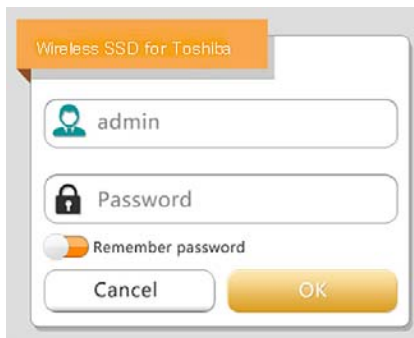 Wireless SSD for Toshiba
admin
Password
Remember password
Cancel
OK